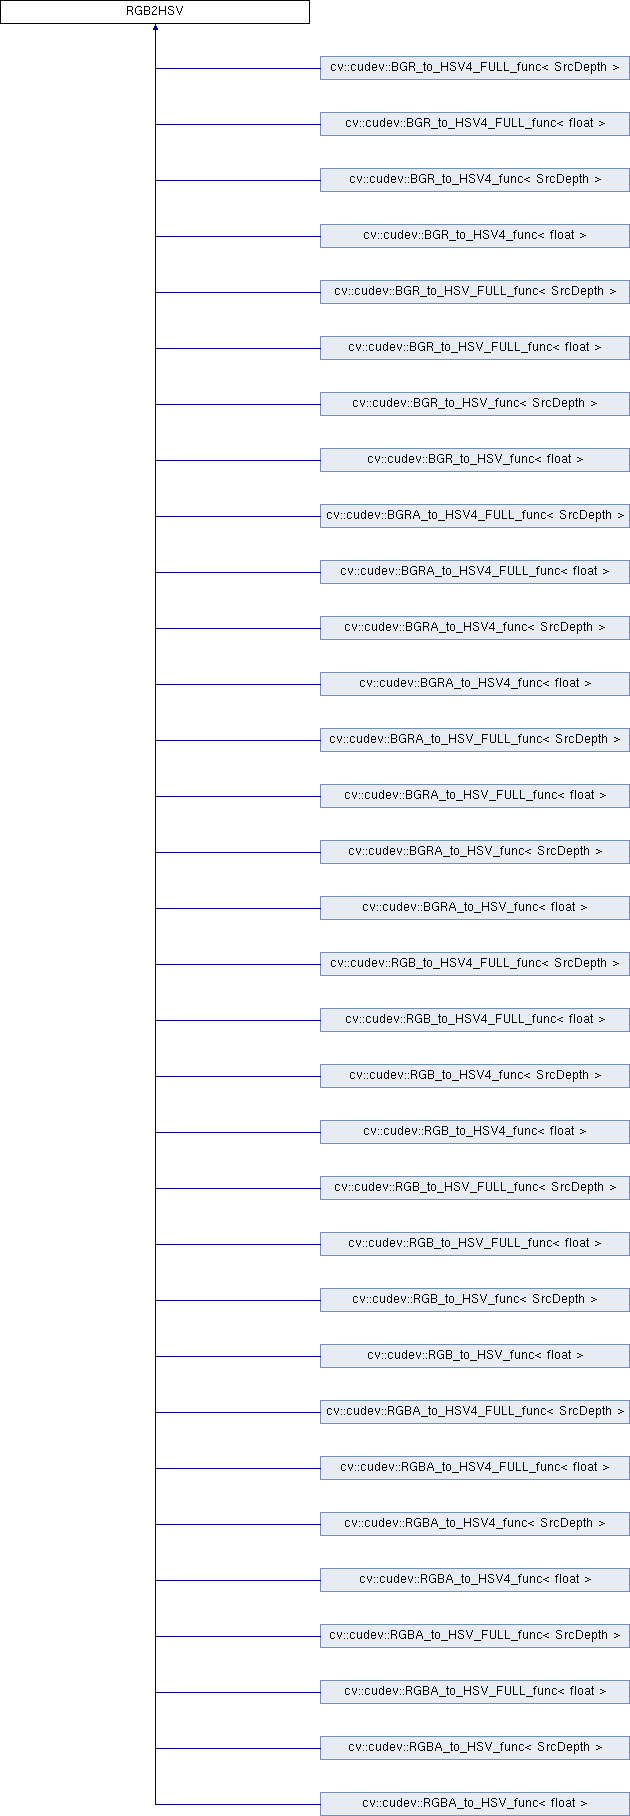 RGB2HSV
cv::cudev::BGR_to_HSV4_FULL_func< SrcDepth >
cv::cudev::BGR_to_HSV4_FULL_func< float >
cv::cudev::BGR_to_HSV4_func< SrcDepth >
cv::cudev::BGR_to_HSV4_func< float >
cv::cudev::BGR_to_HSV_FULL_func< SrcDepth >
cv::cudev::BGR_to_HSV_FULL_func< float >
cv::cudev::BGR_to_HSV_func< SrcDepth >
cv::cudev::BGR_to_HSV_func< float >
cv::cudev::BGRA_to_HSV4_FULL_func< SrcDepth >
cv::cudev::BGRA_to_HSV4_FULL_func< float >
cv::cudev::BGRA_to_HSV4_func< SrcDepth >
cv::cudev::BGRA_to_HSV4_func< float >
cv::cudev::BGRA_to_HSV_FULL_func< SrcDepth >
cv::cudev::BGRA_to_HSV_FULL_func< float >
cv::cudev::BGRA_to_HSV_func< SrcDepth >
cv::cudev::BGRA_to_HSV_func< float >
cv::cudev::RGB_to_HSV4_FULL_func< SrcDepth >
cv::cudev::RGB_to_HSV4_FULL_func< float >
cv::cudev::RGB_to_HSV4_func< SrcDepth >
cv::cudev::RGB_to_HSV4_func< float >
cv::cudev::RGB_to_HSV_FULL_func< SrcDepth >
cv::cudev::RGB_to_HSV_FULL_func< float >
cv::cudev::RGB_to_HSV_func< SrcDepth >
cv::cudev::RGB_to_HSV_func< float >
cv::cudev::RGBA_to_HSV4_FULL_func< SrcDepth >
cv::cudev::RGBA_to_HSV4_FULL_func< float >
cv::cudev::RGBA_to_HSV4_func< SrcDepth >
cv::cudev::RGBA_to_HSV4_func< float >
cv::cudev::RGBA_to_HSV_FULL_func< SrcDepth >
cv::cudev::RGBA_to_HSV_FULL_func< float >
cv::cudev::RGBA_to_HSV_func< SrcDepth >
cv::cudev::RGBA_to_HSV_func< float >